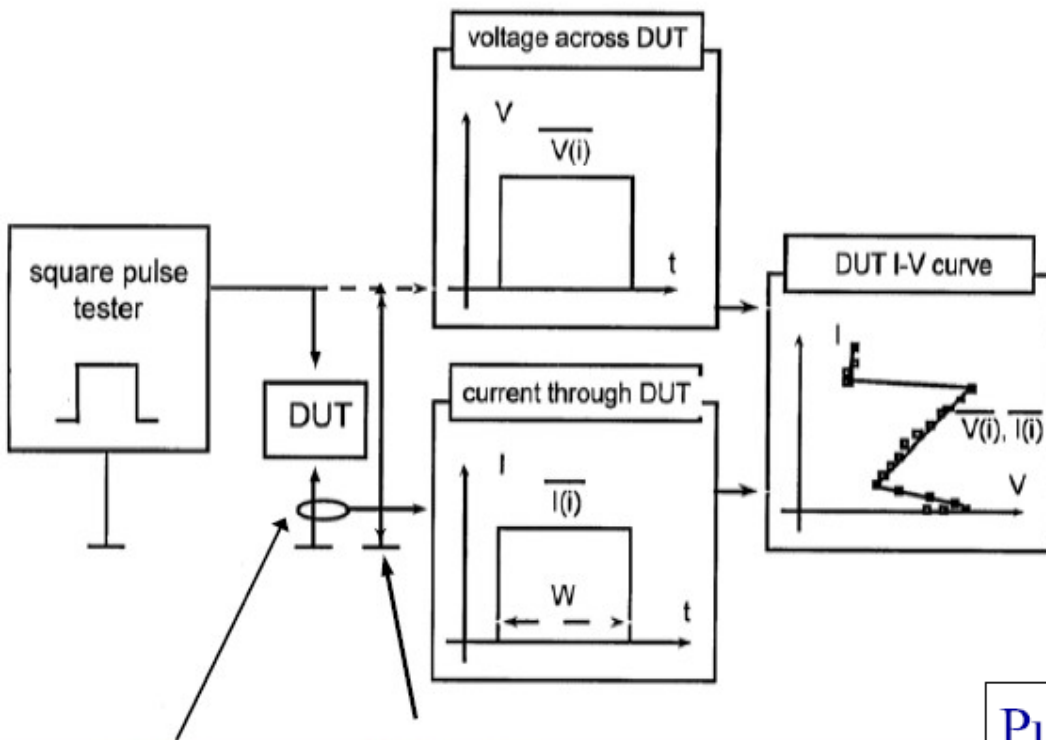 voltage across DUT
V
V(i)
t
square pulse
tester
DUT
current through DUT
I
I(i)
W
t
DUT I-V curve
I
V(i), I(i)
V